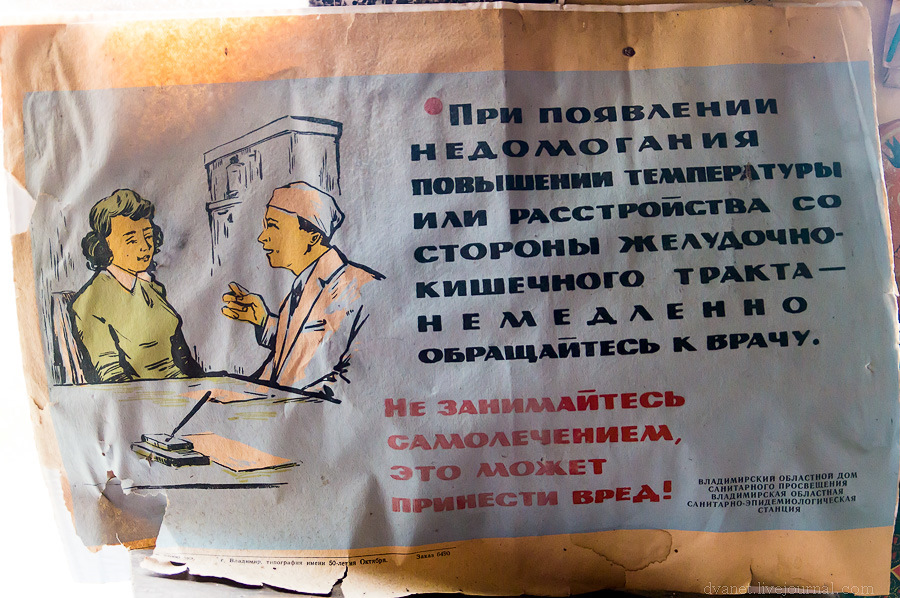 При появлении
недомогания
повышении температуры
или расстройства со
стороны желудочно-
кишечного тракта—
немедленно
обращайтесь к врачу.
Не занимайтесь
самолечением,
это может
принести вред!
ВЛАДИМИРСКИЙ ОБЛАСТНОЙ ДОМ
САНИТАРНОГО ПРОСВЕЩЕНИЯ
ВЛАДИМИРСКАЯ ОБЛАСТНАЯ
САНИТАРНО-ЭПИДЕМИОЛОГИЧЕСКАЯ
СТАНЦИЯ
г. Владимир, типография имени 50-летия Октября. Заказ 6490
dvanet.livejournal.com